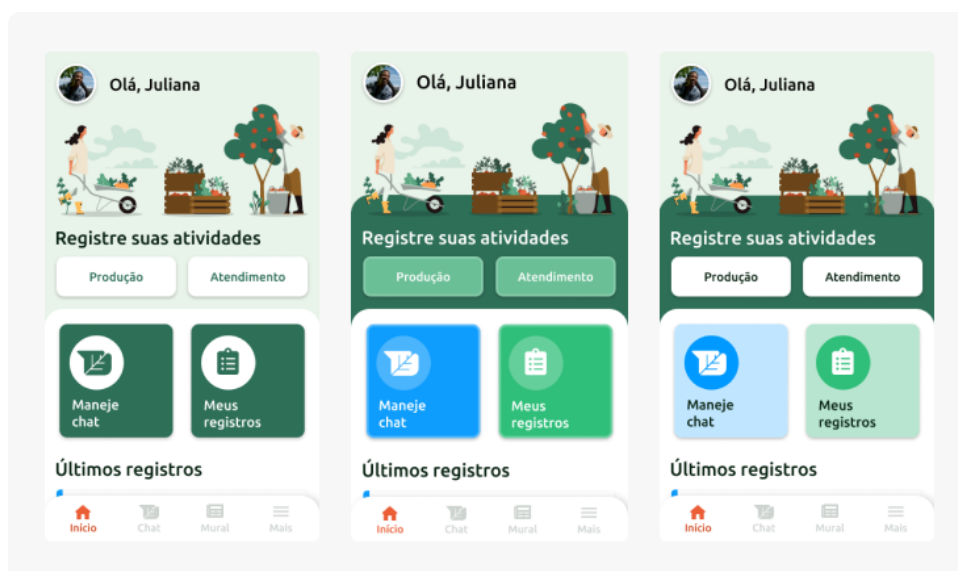 Olá, Juliana
Registre suas atividades
Produção Atendimento
Maneje
chat
Meus
registros
Últimos registros
Início Chat Mural Mais
Olá, Juliana
Registre suas atividades
Produção Atendimento
Maneje
chat
Meus
registros
Últimos registros
Início Chat Mural Mais
Olá, Juliana
Registre suas atividades
Produção Atendimento
Maneje
chat
Meus
registros
Últimos registros
Início Chat Mural Mais